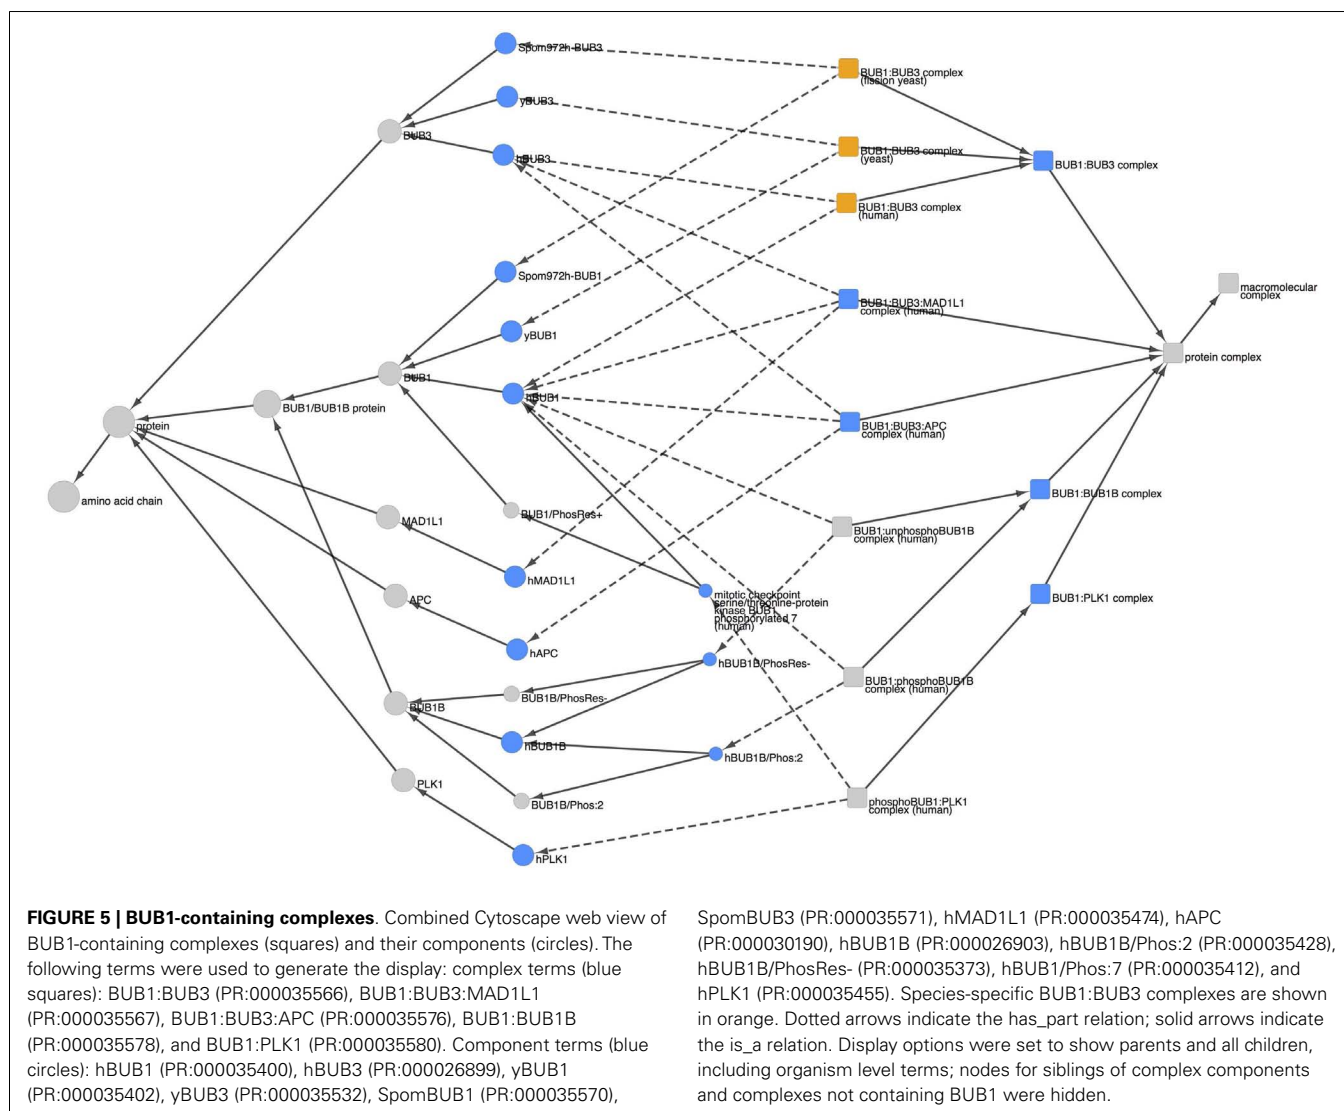 Spom972h-BUB3
BUB1:BUB3 complex
(fission yeast)
yBUB3
BUB3
BUB1:BUB3 complex
(yeast)
hBUB3
BUB1:BUB3 complex
BUB1:BUB3 complex
(human)
Spom972h-BUB1
macromolecular
complex
BUB1:BUB3:MAD1L1
complex (human)
yBUB1
protein complex
BUB1
hBUB1
BUB1/BUB1B protein
protein
BUB1:BUB3:APC
complex (human)
amino acid chain
BUB1:BUB1B complex
MAD1L1
BUB1/PhosRes+
BUB1:unphosphoBUB1B
complex (human)
hMAD1L1
APC
mitotic checkpoint
serine/threonine-protein
kinase BUB1
phosphorylated 7
(human)
BUB1:PLK1 complex
hAPC
hBUB1B/PhosRes-
BUB1:phosphoBUB1B
complex (human)
BUB1B/PhosRes-
BUB1B
hBUB1B
hBUB1B/Phos:2
PLK1
BUB1B/Phos:2
phosphoBUB1:PLK1
complex (human)
hPLK1
FIGURE 5 | BUB1-containing complexes. Combined Cytoscape web view of
BUB1-containing complexes (squares) and their components (circles). The
following terms were used to generate the display: complex terms (blue
squares): BUB1:BUB3 (PR:000035566), BUB1:BUB3:MAD1L1
(PR:000035567), BUB1:BUB3:APC (PR:000035576), BUB1:BUB1B
(PR:000035578), and BUB1:PLK1 (PR:000035580). Component terms (blue
circles): hBUB1 (PR:000035400), hBUB3 (PR:000026899), yBUB1
(PR:000035402), yBUB3 (PR:000035532), SpomBUB1 (PR:000035570),
SpomBUB3 (PR:000035571), hMAD1L1 (PR:000035474), hAPC
(PR:000030190), hBUB1B (PR:000026903), hBUB1B/Phos:2 (PR:000035428),
hBUB1B/PhosRes- (PR:000035373), hBUB1/Phos:7 (PR:000035412), and
hPLK1 (PR:000035455). Species-specific BUB1:BUB3 complexes are shown
in orange. Dotted arrows indicate the has_part relation; solid arrows indicate
the is_a relation. Display options were set to show parents and all children,
including organism level terms; nodes for siblings of complex components
and complexes not containing BUB1 were hidden.